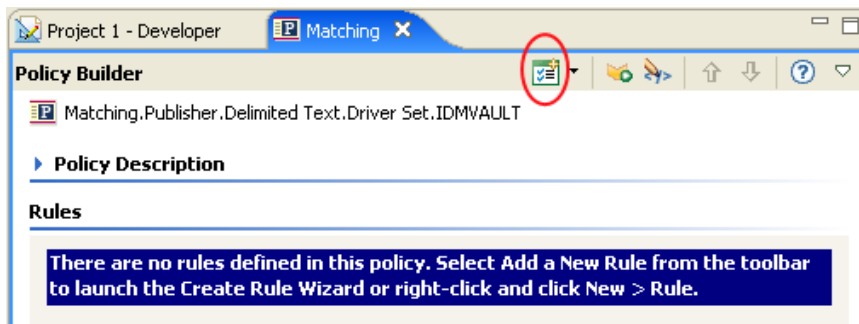 Project 1 - Developer
Matching
Policy Builder
Matching.Publisher.Delimited Text.Driver Set.IDMVAULT
Policy Description
Rules
There are no rules defined in this policy. Select Add a New Rule from the toolbar
to launch the Create Rule Wizard or right-click and click New > Rule.